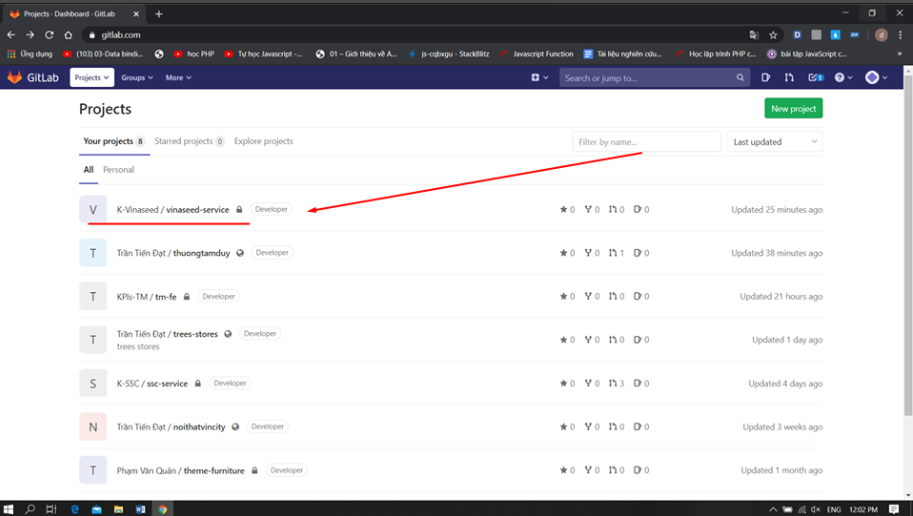 Projects · Dashboard · GitLab
gitlab.com
Ứng dụng (103) 03-Data bindi... học PHP Tự học Javascript -... 01 – Giới thiệu về A... js-cqbxgu - StackBlitz Javascript Function Tài liệu nghiên cứu... Học lập trình PHP c... bài tập JavaScript c...
GitLab Projects Groups More Search or jump to... 1
Projects New project
Your projects 8 Starred projects 0 Explore projects Filter by name... Last updated
All Personal
V K-Vinaseed / vinaseed-service Developer 0 0 0 0 Updated 25 minutes ago
T Trần Tiến Đạt / thuongtamduy Developer 0 0 1 0 Updated 38 minutes ago
T KPIs-TM / tm-fe Developer 0 0 0 0 Updated 21 hours ago
T Trần Tiến Đạt / trees-stores Developer 0 0 0 0 Updated 1 day ago
trees stores
S K-SSC / ssc-service Developer 0 0 3 0 Updated 4 days ago
N Trần Tiến Đạt / noithatvincity Developer 0 0 0 0 Updated 3 weeks ago
T Phạm Văn Quân / theme-furniture Developer 0 0 0 0 Updated 1 month ago
ENG 12:02 PM